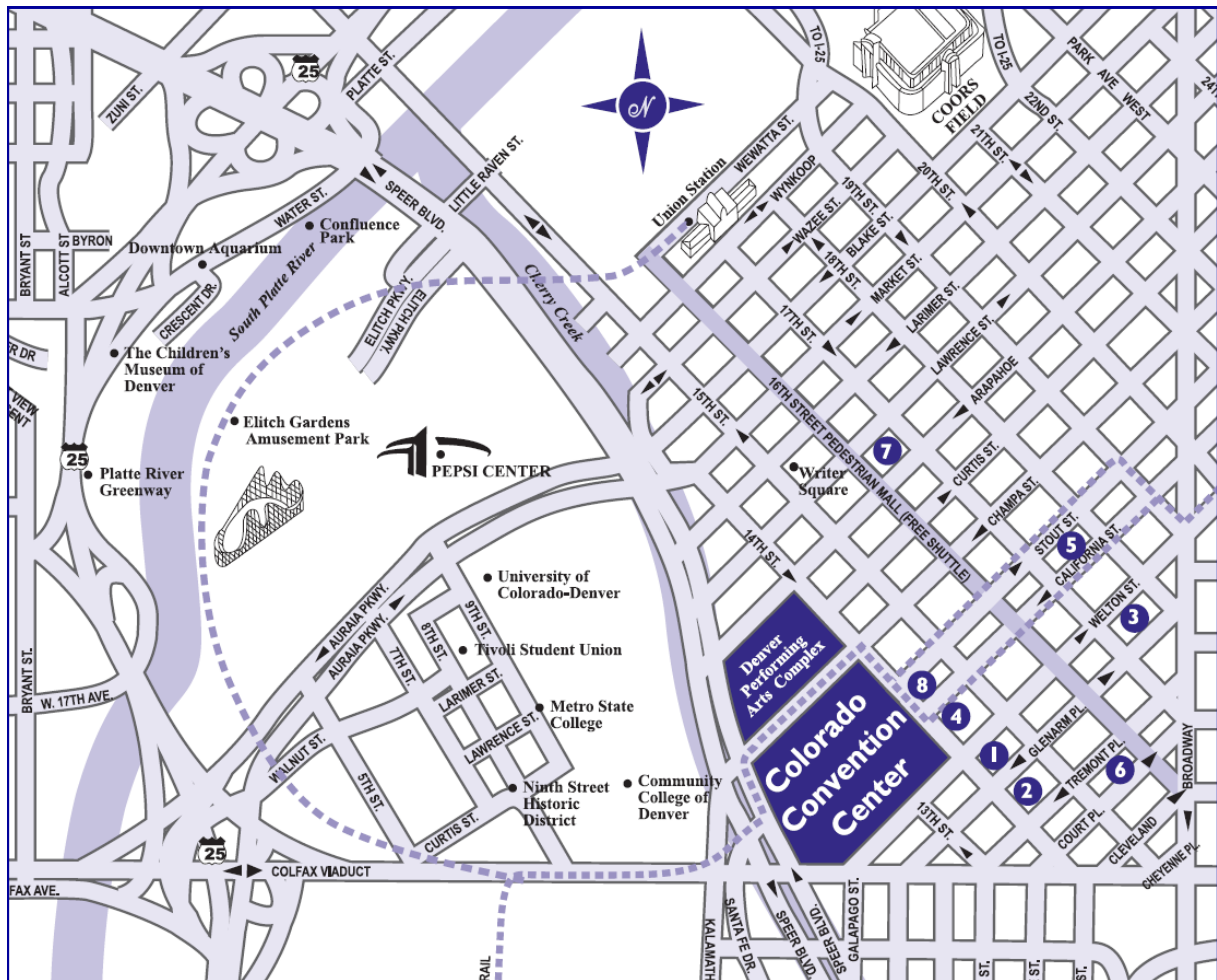 25
PLATTE ST.
ZUNI ST.
TO I-25
TO I-25
PARK AVE WEST
24TH
COORS
FIELD
22ND ST.
21TH ST.
20TH ST.
N
WEWATTA ST.
WYNKOOP
Union Station
19TH ST.
WAZEE ST.
BLAKE ST.
18TH ST.
MARKET ST.
LARIMER ST.
17TH ST.
LAWRENCE ST.
ARAPAHOE
LITTLE RAVEN ST.
SPEER BLVD.
WATER ST.
Confluence
Park
BYRON
BRYANT ST
ALCOTT ST
Downtown Aquarium
CRESCENT DR.
South Platte River
ELITCH PKWY.
ELITCH PKWY.
Cherry Creek
The Children's
Museum of
Denver
ER DR
VIEW
ENT
16TH STREET PEDESTRIAN MALL (FREE SHUTTLE)
15TH ST.
Elitch Gardens
Amusement Park
PEPSI CENTER
25
Platte River
Greenway
7
Writer
Square
CURTIS ST.
CHAMPA ST.
STOUT ST.
5
CALIFORNIA ST.
14TH ST.
WELTON ST.
3
University of
Colorado-Denver
AURAIA PKWY.
AURAIA PKWY.
9TH ST.
8TH ST.
7TH ST.
Tivoli Student Union
LARIMER ST.
Denver
Performing
Arts Complex
8
4
Metro State
College
LAWRENCE ST.
W. 17TH AVE.
BRYANT ST.
WALNUT ST.
5TH ST.
Colorado
Convention
Center
1
GLENARM PL.
TREMONT PL.
6
2
BROADWAY
Ninth Street
Historic
District
Community
College of
Denver
CURTIS ST.
13TH ST.
COURT PL.
CLEVELAND
CHEYENNE PL.
25
COLFAX VIADUCT
FAX AVE.
KALAMATH
SANTA FE DR.
SPEER BLVD.
SPEER BLVD.
GALAPAGO ST.
RAIL
ST.
ST.
ST.
ST.